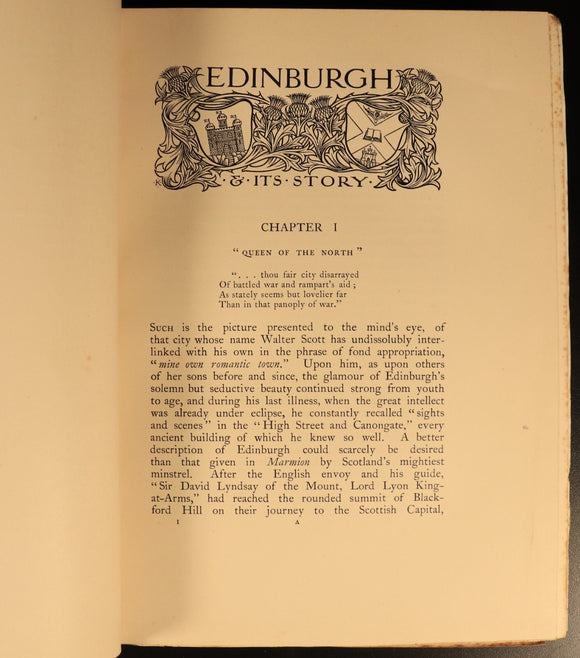 EDINBURGH
· & · ITS · STORY ·
K
CHAPTER I
"QUEEN OF THE NORTH"
". . . thou fair city disarrayed
Of battled war and rampart's aid ;
As stately seems but lovelier far
Than in that panoply of war."
SUCH is the picture presented to the mind's eye, of
that city whose name Walter Scott has undissolubly inter-
linked with his own in the phrase of fond appropriation,
"mine own romantic town." Upon him, as upon others
of her sons before and since, the glamour of Edinburgh's
solemn but seductive beauty continued strong from youth
to age, and during his last illness, when the great intellect
was already under eclipse, he constantly recalled "sights
and scenes" in the "High Street and Canongate," every
ancient building of which he knew so well. A better
description of Edinburgh could scarcely be desired
than that given in Marmion by Scotland's mightiest
minstrel. After the English envoy and his guide,
"Sir David Lyndsay of the Mount, Lord Lyon King-
at-Arms," had reached the rounded summit of Black-
ford Hill on their journey to the Scottish Capital,
I A